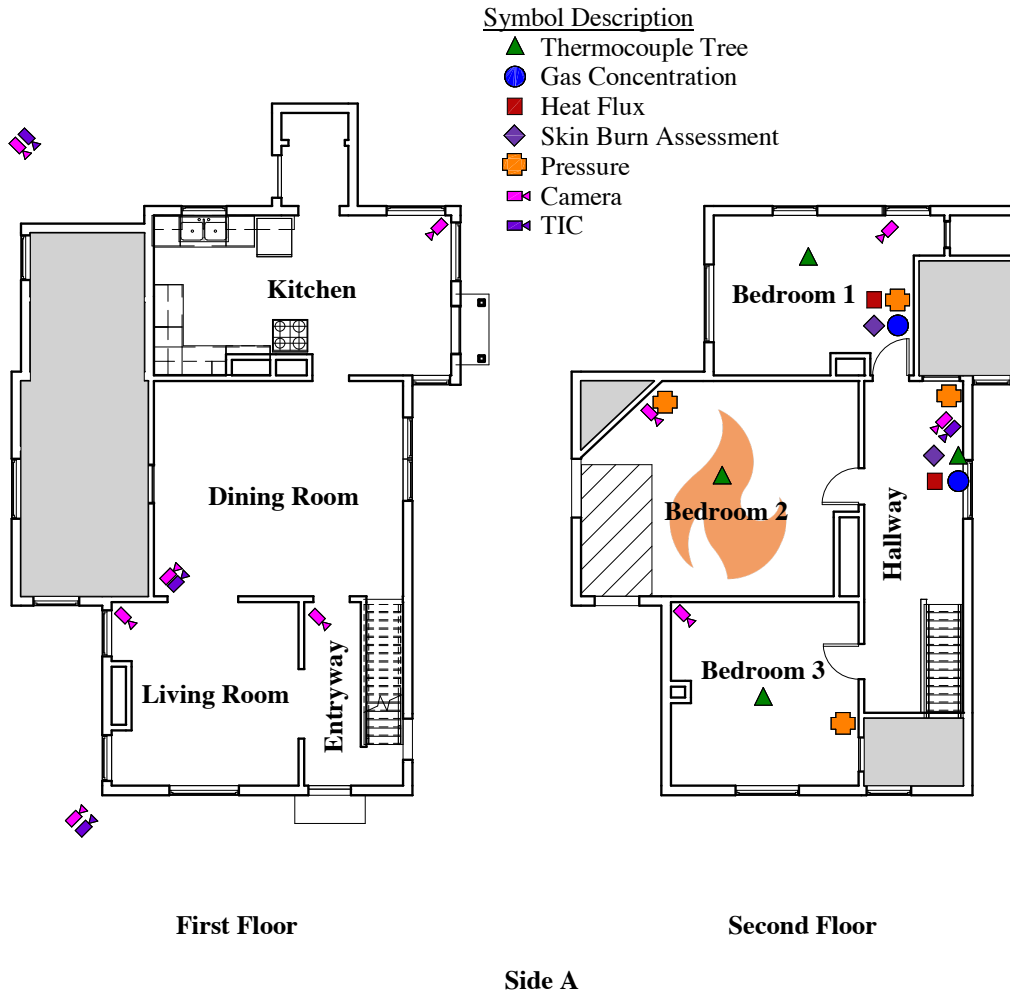 Symbol Description
Thermocouple Tree
Gas Concentration
Heat Flux
Skin Burn Assessment
Pressure
Camera
TIC
Kitchen
Dining Room
Living Room
Entryway
Bedroom 1
Bedroom 2
Hallway
Bedroom 3
First Floor
Second Floor
Side A